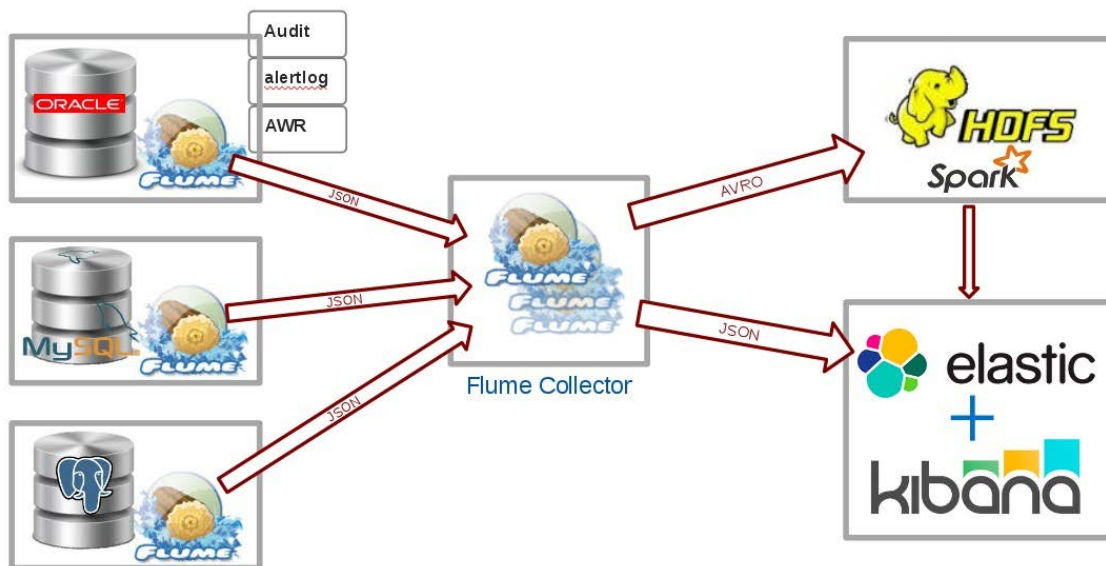 Audit
alertlog
AWR
ORACLE
FLUME
JSON
MySQL
FLUME
JSON
FLUME
JSON
FLUME
FLUME
FLUME
Flume Collector
AVRO
JSON
HDFS
Spark
elastic
+
kibana